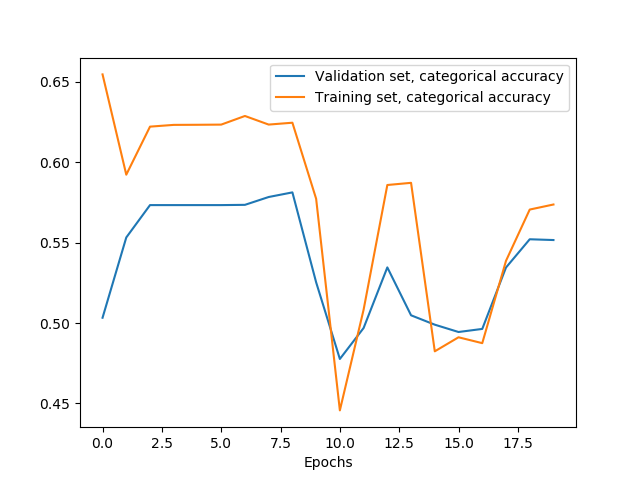 Validation set, categorical accuracy
Training set, categorical accuracy
0.65
0.60
0.55
0.50
0.45
0.0 2.5 5.0 7.5 10.0 12.5 15.0 17.5
Epochs